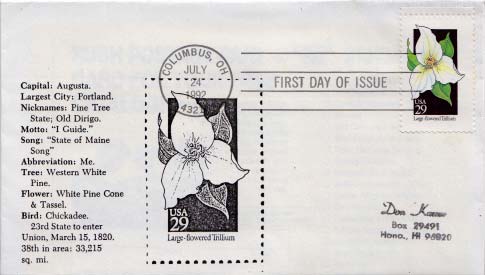 COLUMBUS, OH
JULY
24
1992
FIRST DAY OF ISSUE
USA
29
Large-flowered Trillium
Capital: Augusta.
Largest City: Portland.
Nicknames: Pine Tree
State; Old Dirigo.
Motto: "I Guide."
Song: "State of Maine
Song"
Abbreviation: Me.
Tree: Western White
Pine.
Flower: White Pine Cone
& Tassel.
Bird: Chickadee.
23rd State to enter
Union, March 15, 1820.
38th in area: 33,215
sq. mi.
USA
29
Large-flowered Trillium
Don
Box 29491
Hono., HI 96820